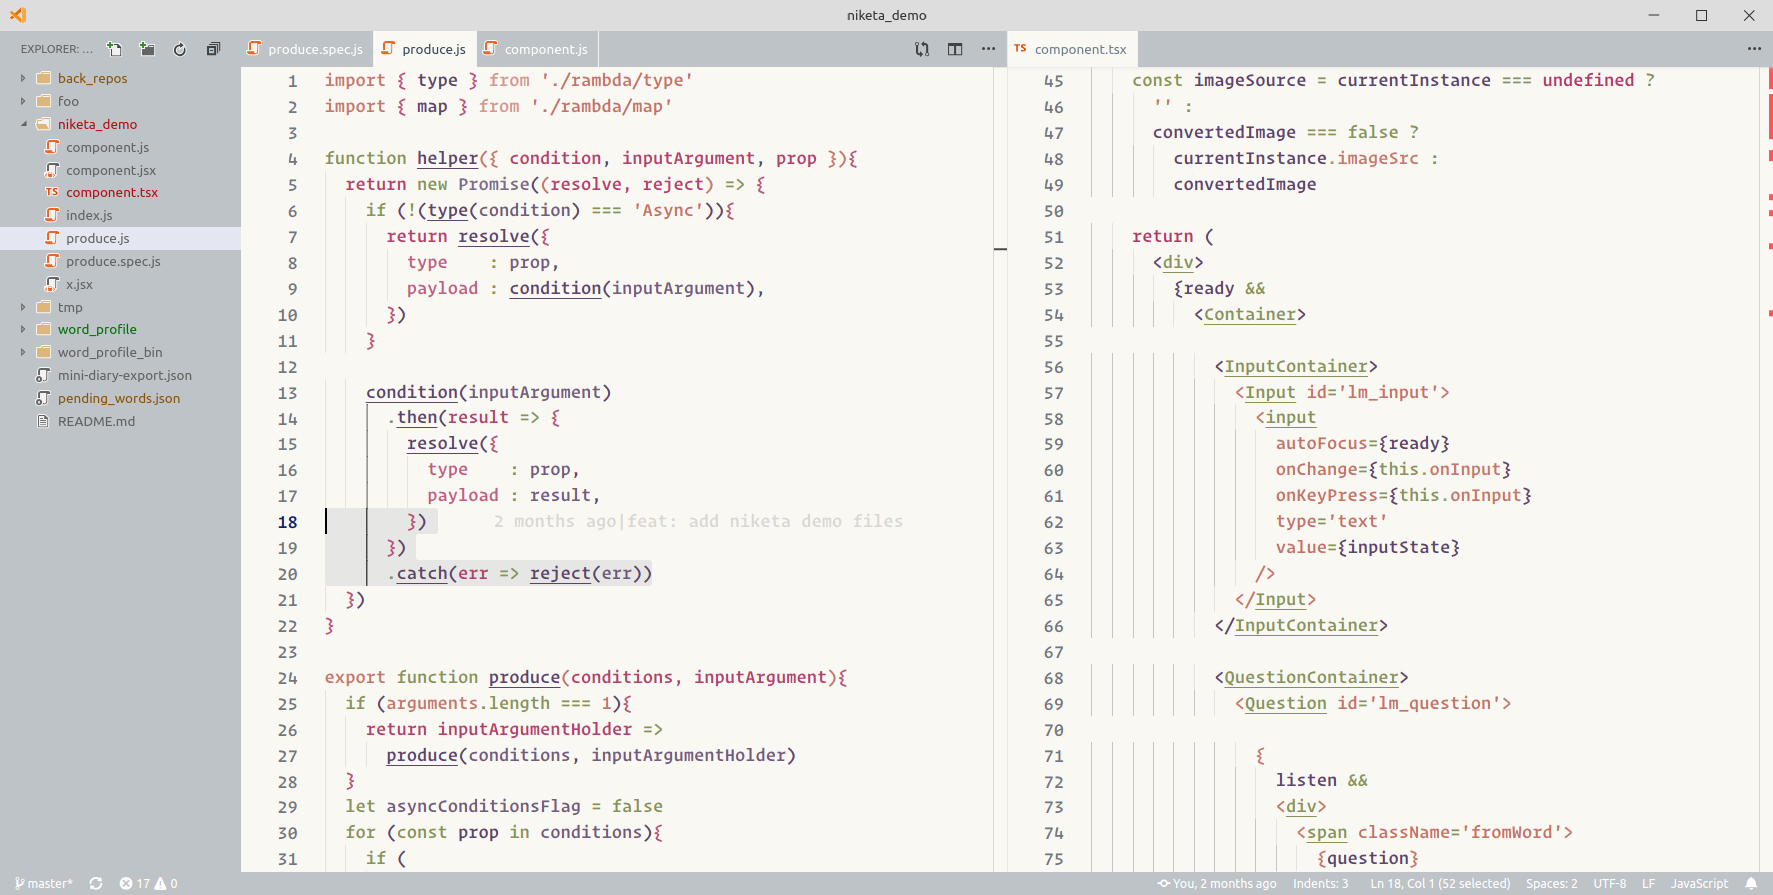 niketa_demo
EXPLORER: ...
back_repos
foo
niketa_demo
component.js
component.jsx
TS component.tsx
index.js
produce.js
produce.spec.js
x.jsx
tmp
word_profile
word_profile_bin
mini-diary-export.json
pending_words.json
README.md
produce.spec.js
produce.js
component.js
1 import { type } from './rambda/type'
2 import { map } from './rambda/map'
3
4 function helper({ condition, inputArgument, prop }){
5 return new Promise((resolve, reject) => {
6 if (!(type(condition) === 'Async')){
7 return resolve({
8 type : prop,
9 payload : condition(inputArgument),
10 })
11 }
12
13 condition(inputArgument)
14 .then(result => {
15 resolve({
16 type : prop,
17 payload : result,
18 }) 2 months ago|feat: add niketa demo files
19 })
20 .catch(err => reject(err))
21 })
22 }
23
24 export function produce(conditions, inputArgument){
25 if (arguments.length === 1){
26 return inputArgumentHolder =>
27 produce(conditions, inputArgumentHolder)
28 }
29 let asyncConditionsFlag = false
30 for (const prop in conditions){
31 if (
TS component.tsx
45 const imageSource = currentInstance === undefined ?
46 '' :
47 convertedImage === false ?
48 currentInstance.imageSrc :
49 convertedImage
50
51 return (
52 <div>
53 {ready &&
54 <Container>
55
56 <InputContainer>
57 <Input id='lm_input'>
58 <input
59 autoFocus={ready}
60 onChange={this.onInput}
61 onKeyPress={this.onInput}
62 type='text'
63 value={inputState}
64 />
65 </Input>
66 </InputContainer>
67
68 <QuestionContainer>
69 <Question id='lm_question'>
70
71 {
72 listen &&
73 <div>
74 <span className='fromWord'>
75 {question}
master* 17 0 You, 2 months ago Indents: 3 Ln 18, Col 1 (52 selected) Spaces: 2 UTF-8 LF JavaScript